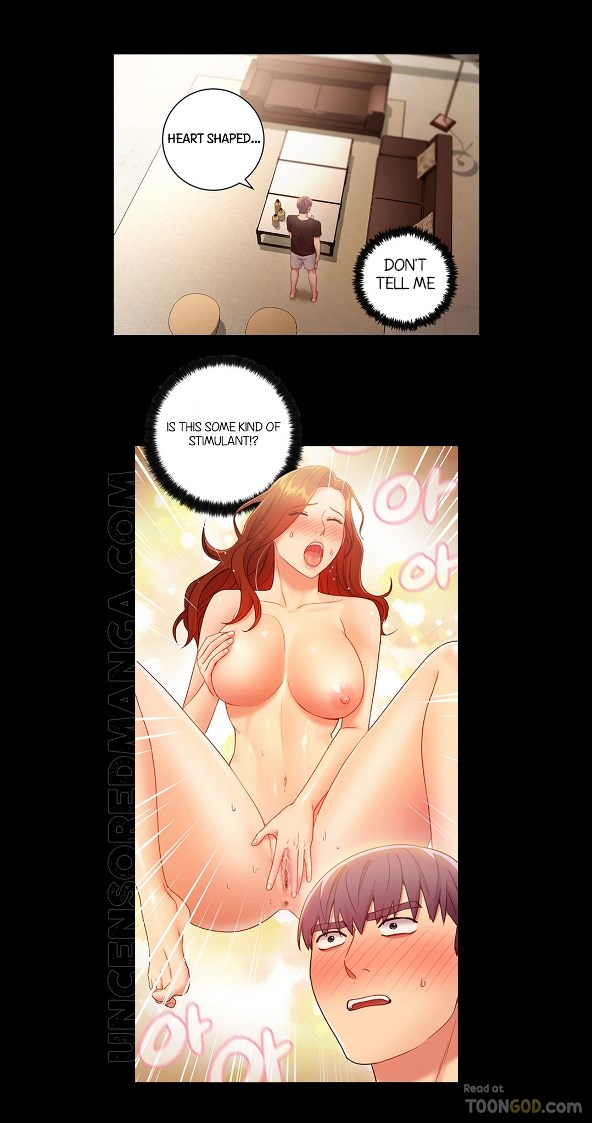 HEART SHAPED...
DON'T
TELL ME
IS THIS SOME KIND OF
STIMULANT!?
아
아
아
아
UNCENSOREDMANGA.COM
Read at
TOONGOD.com